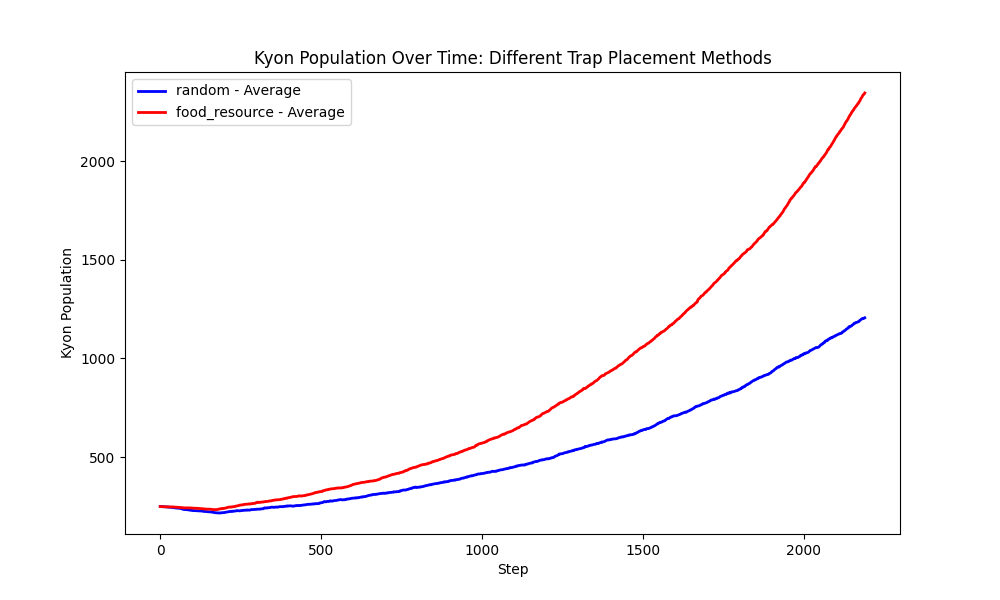 Kyon Population Over Time: Different Trap Placement Methods
random - Average
food_resource - Average
Kyon Population
2000
1500
1000
500
0 500 1000 1500 2000
Step